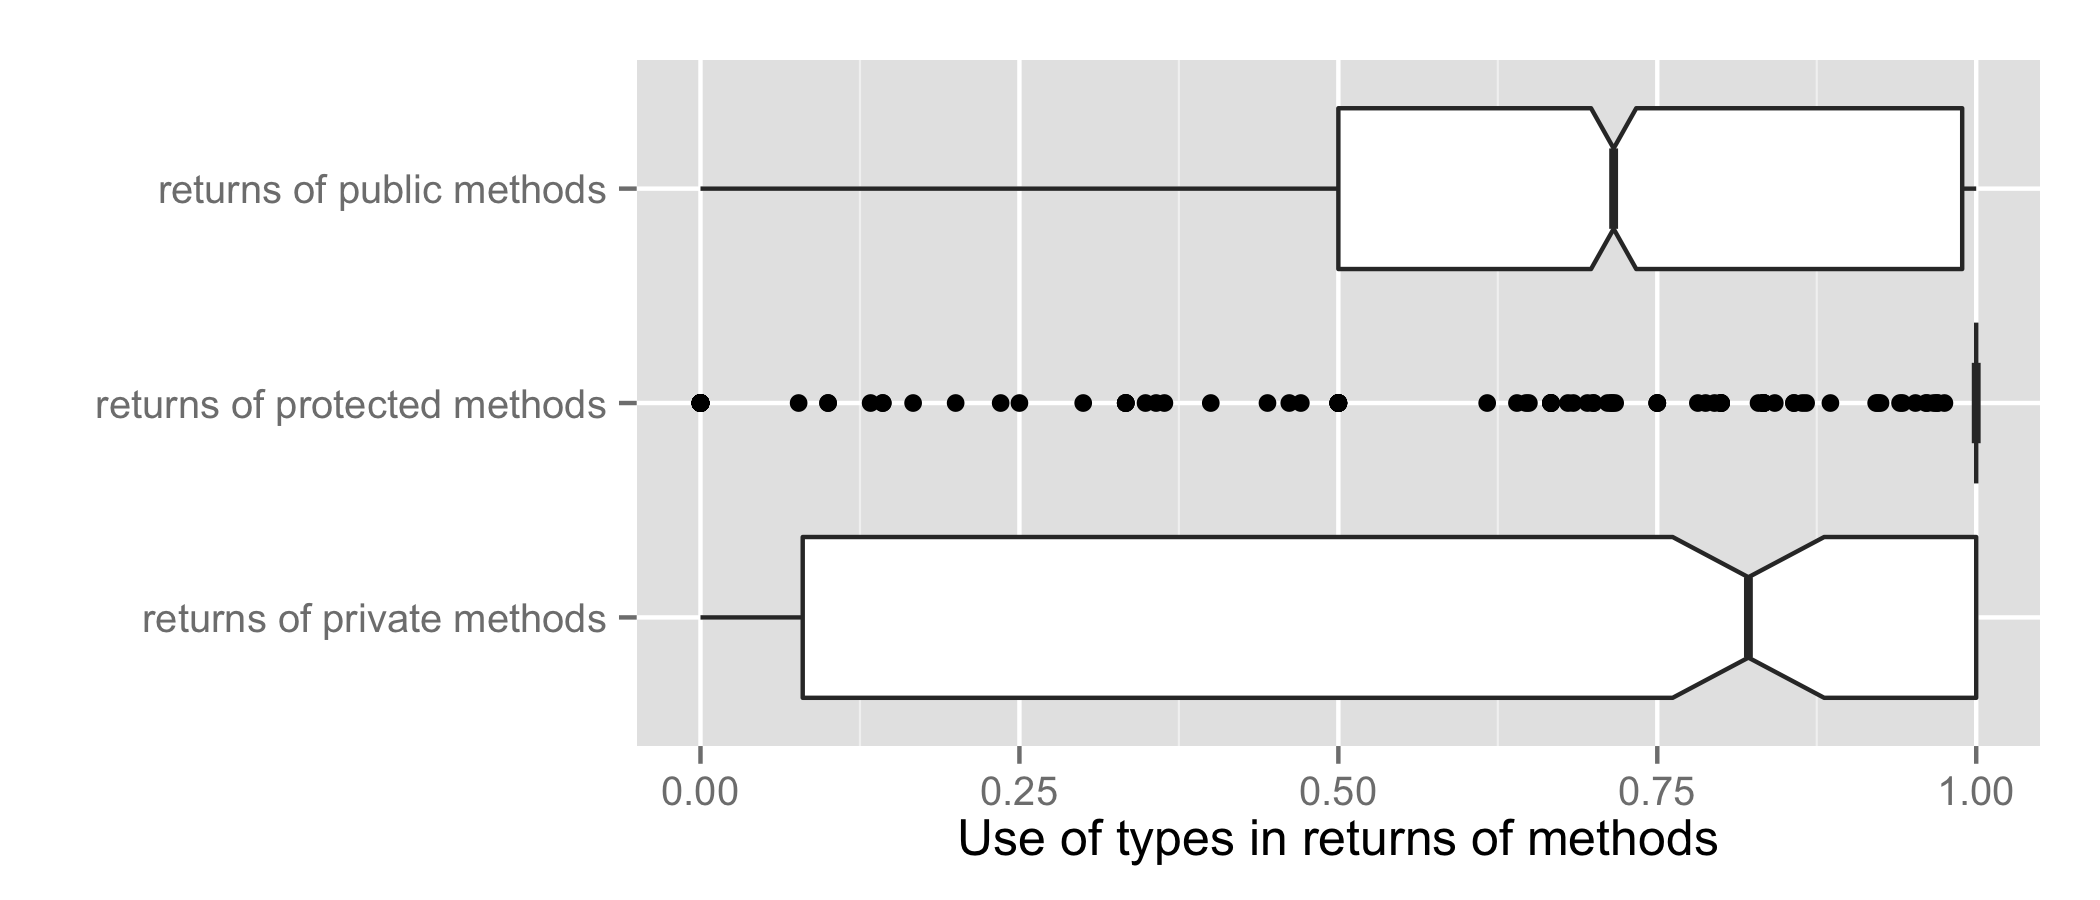 returns of public methods
returns of protected methods
returns of private methods
0.00 0.25 0.50 0.75 1.00
Use of types in returns of methods